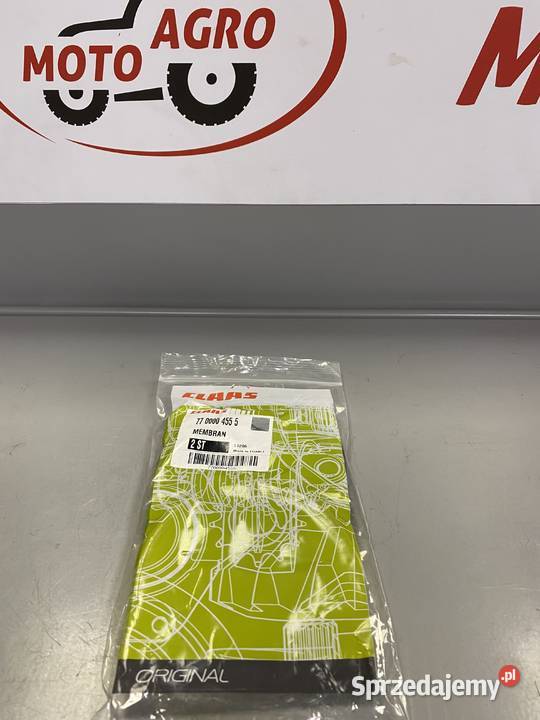 AGRO
MOTO
M
CLAAS
77 0000 455 5
MEMBRAN
2 ST
ORIGINAL
Sprzedajemy.pl